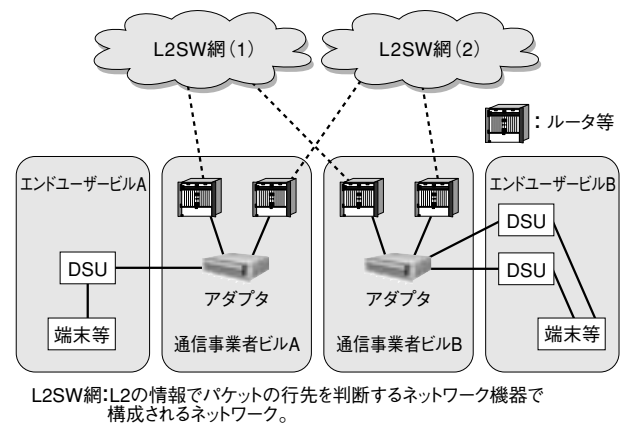 L2SW網（1）
L2SW網（2）
：ルータ等
エンドユーザービルA
エンドユーザービルB
DSU
DSU
DSU
アダプタ
アダプタ
端末等
端末等
通信事業者ビルA
通信事業者ビルB
L2SW網：L2の情報でパケットの行先を判断するネットワーク機器で
構成されるネットワーク。